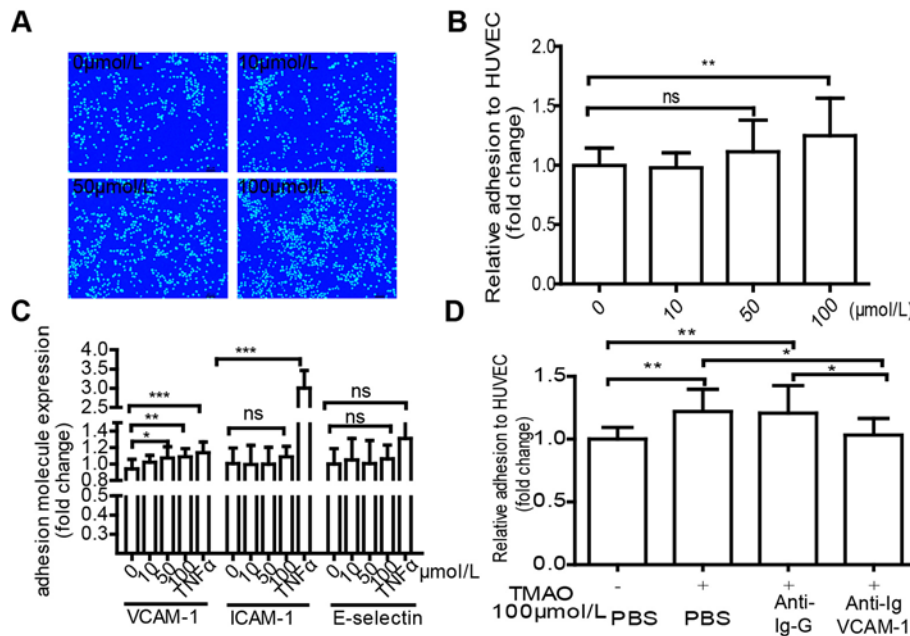 A
0μmol/L
10μmol/L
50μmol/L
100μmol/L
B
Relative adhesion to HUVEC
(fold change)
2.0
1.5
1.0
0.5
0.0
ns
**
0
10
50
100
(μmol/L)
C
adhesion molecule expression
(fold change)
4.0
3.5
3.0
2.5
1.4
1.2
1.0
0.8
0.5
0.3
***
**
*
***
ns
ns
ns
0
10
50
100
TNFα
0
10
50
100
TNFα
0
10
50
100
TNFα
μmol/L
VCAM-1
ICAM-1
E-selectin
D
Relative adhesion to HUVEC
(fold change)
1.5
1.0
1.2
0.0
**
**
*
*
TMAO
100μmol/L
- + + +
PBS
PBS
Anti-
Ig-G
Anti-Ig
VCAM-1